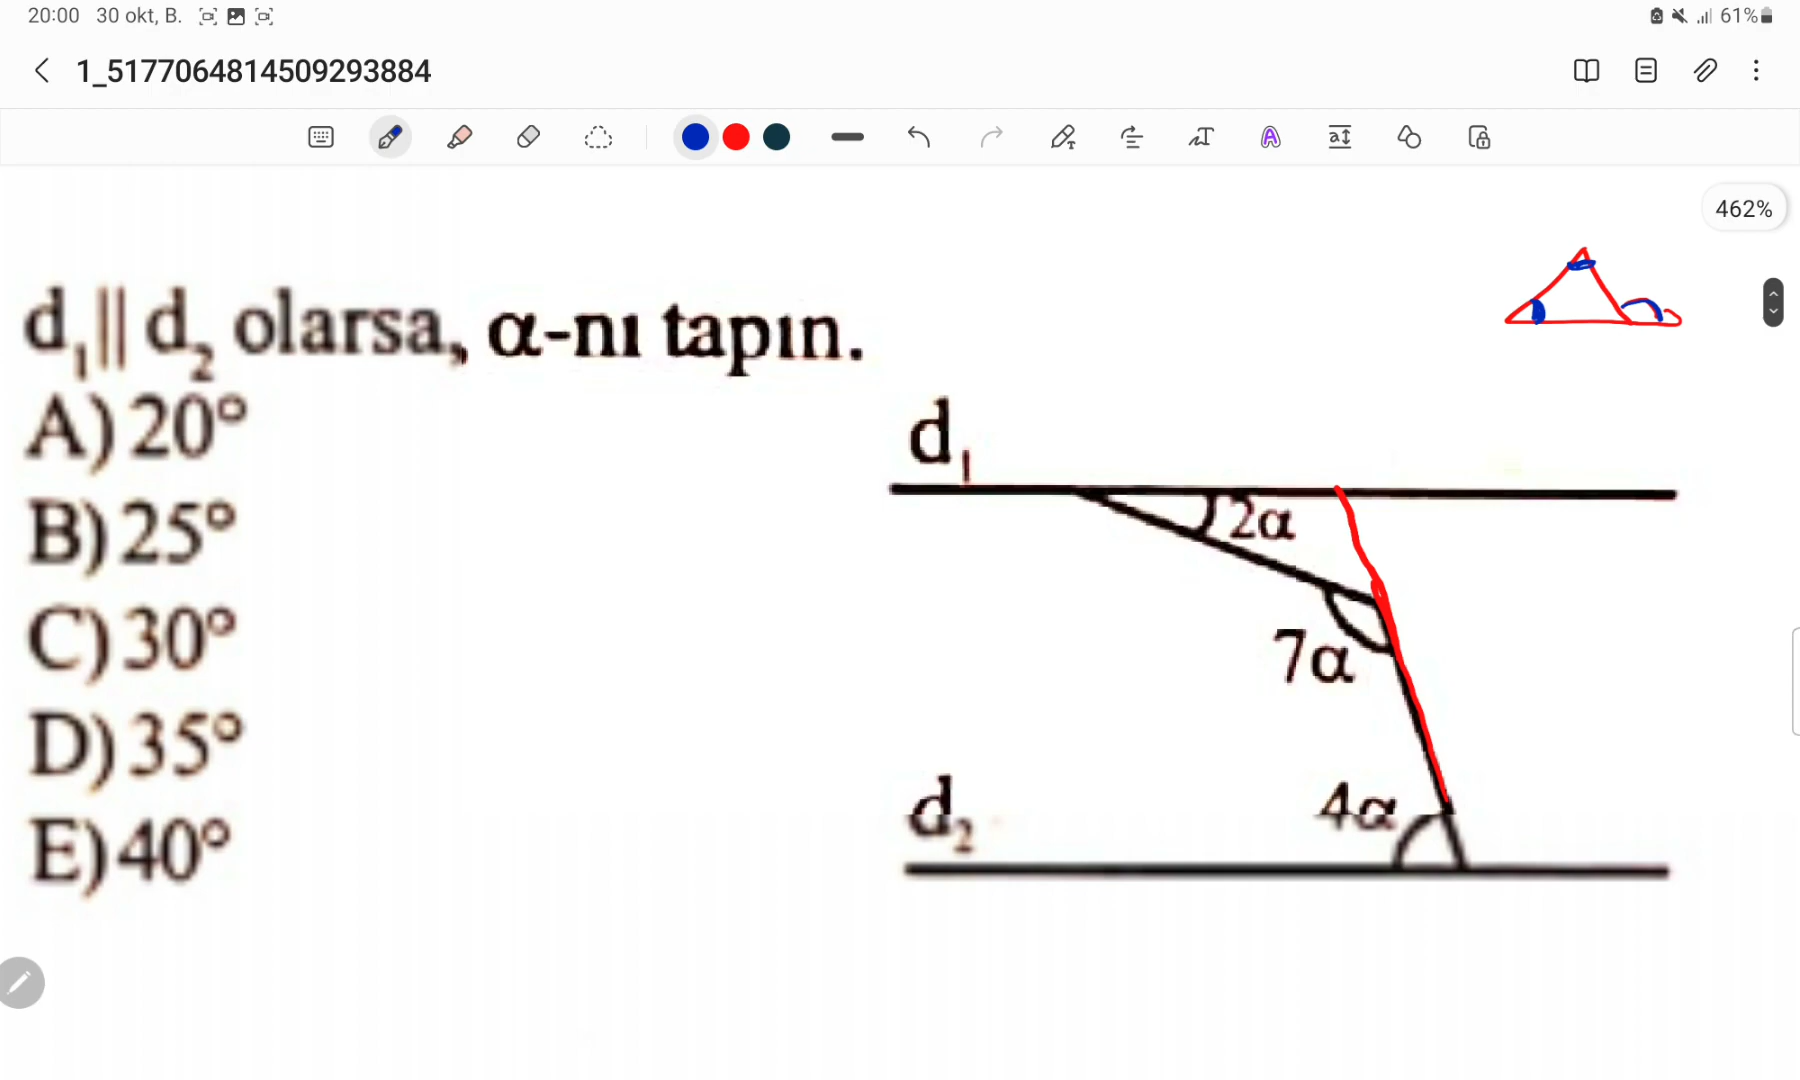 20:00 30 okt, B. 61%
1_5177064814509293884
462%
d₁|| d₂ olarsa, α-nı tapın.
A) 20°
B) 25°
C) 30°
D) 35°
E) 40°
d₁
2α
7α
d₂
4α